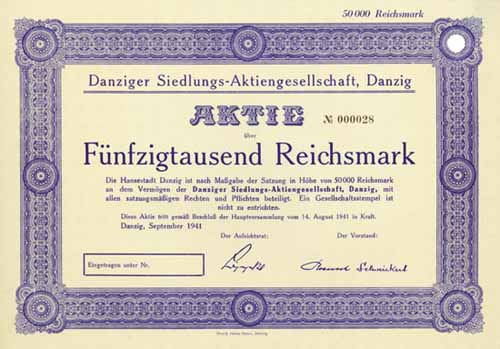 50 000 Reichsmark
Danziger Siedlungs-Aktiengesellschaft, Danzig
AKTIE
№ 000028
über
Fünfzigtausend Reichsmark
Die Hansestadt Danzig ist nach Maßgabe der Satzung in Höhe von 50000 Reichsmark
an dem Vermögen der Danziger Siedlungs-Aktiengesellschaft, Danzig, mit
allen satzungsmäßigen Rechten und Pflichten beteiligt. Ein Gesellschaftsstempel ist
nicht zu entrichten.
Diese Aktie tritt gemäß Beschluß der Hauptversammlung vom 14. August 1941 in Kraft.
Danzig, September 1941
Der Aufsichtsrat:
Der Vorstand:
Eingetragen unter Nr.